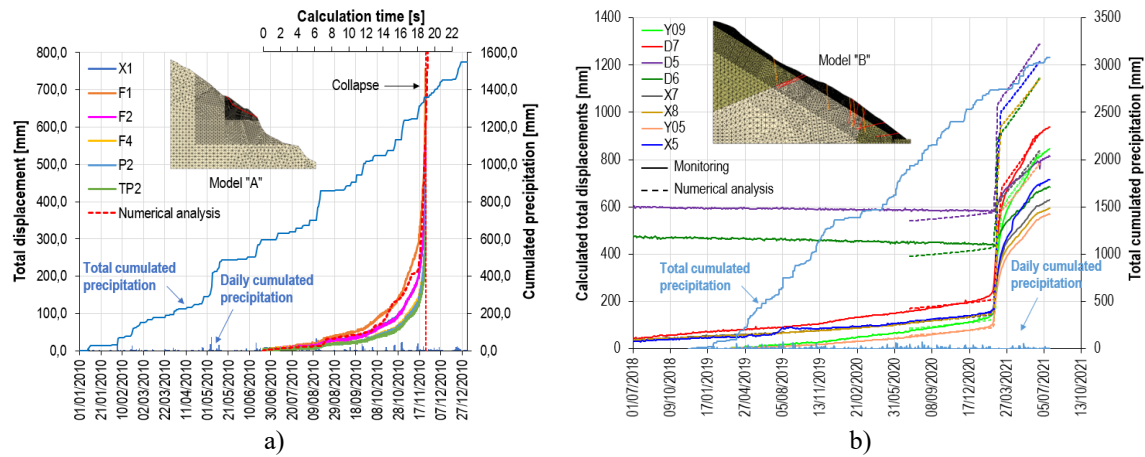 Calculation time [s]
0 2 4 6 8 10 12 14 16 18 20 22
800,0
700,0
600,0
500,0
400,0
300,0
200,0
100,0
0,0
Total displacement [mm]
X1
F1
F2
F4
P2
TP2
Numerical analysis
Model "A"
Collapse
Total cumulated
precipitation
Daily cumulated
precipitation
1600,0
1400,0
1200,0
1000,0
800,0
600,0
400,0
200,0
0,0
Cumulated precipitation [mm]
01/01/2010
21/01/2010
10/02/2010
02/03/2010
22/03/2010
11/04/2010
01/05/2010
21/05/2010
10/06/2010
30/06/2010
20/07/2010
09/08/2010
29/08/2010
18/09/2010
08/10/2010
28/10/2010
17/11/2010
07/12/2010
27/12/2010
a)
1400
1200
1000
800
600
400
200
0
Calculated total displacements [mm]
Y09
D7
D5
D6
X7
X8
Y05
X5
Monitoring
Numerical analysis
Model "B"
Total cumulated
precipitation
Daily cumulated
precipitation
3500
3000
2500
2000
1500
1000
500
0
Total cumulated precipitation [mm]
01/07/2018
09/10/2018
17/01/2019
27/04/2019
05/08/2019
13/11/2019
21/02/2020
31/05/2020
08/09/2020
17/12/2020
27/03/2021
05/07/2021
13/10/2021
b)